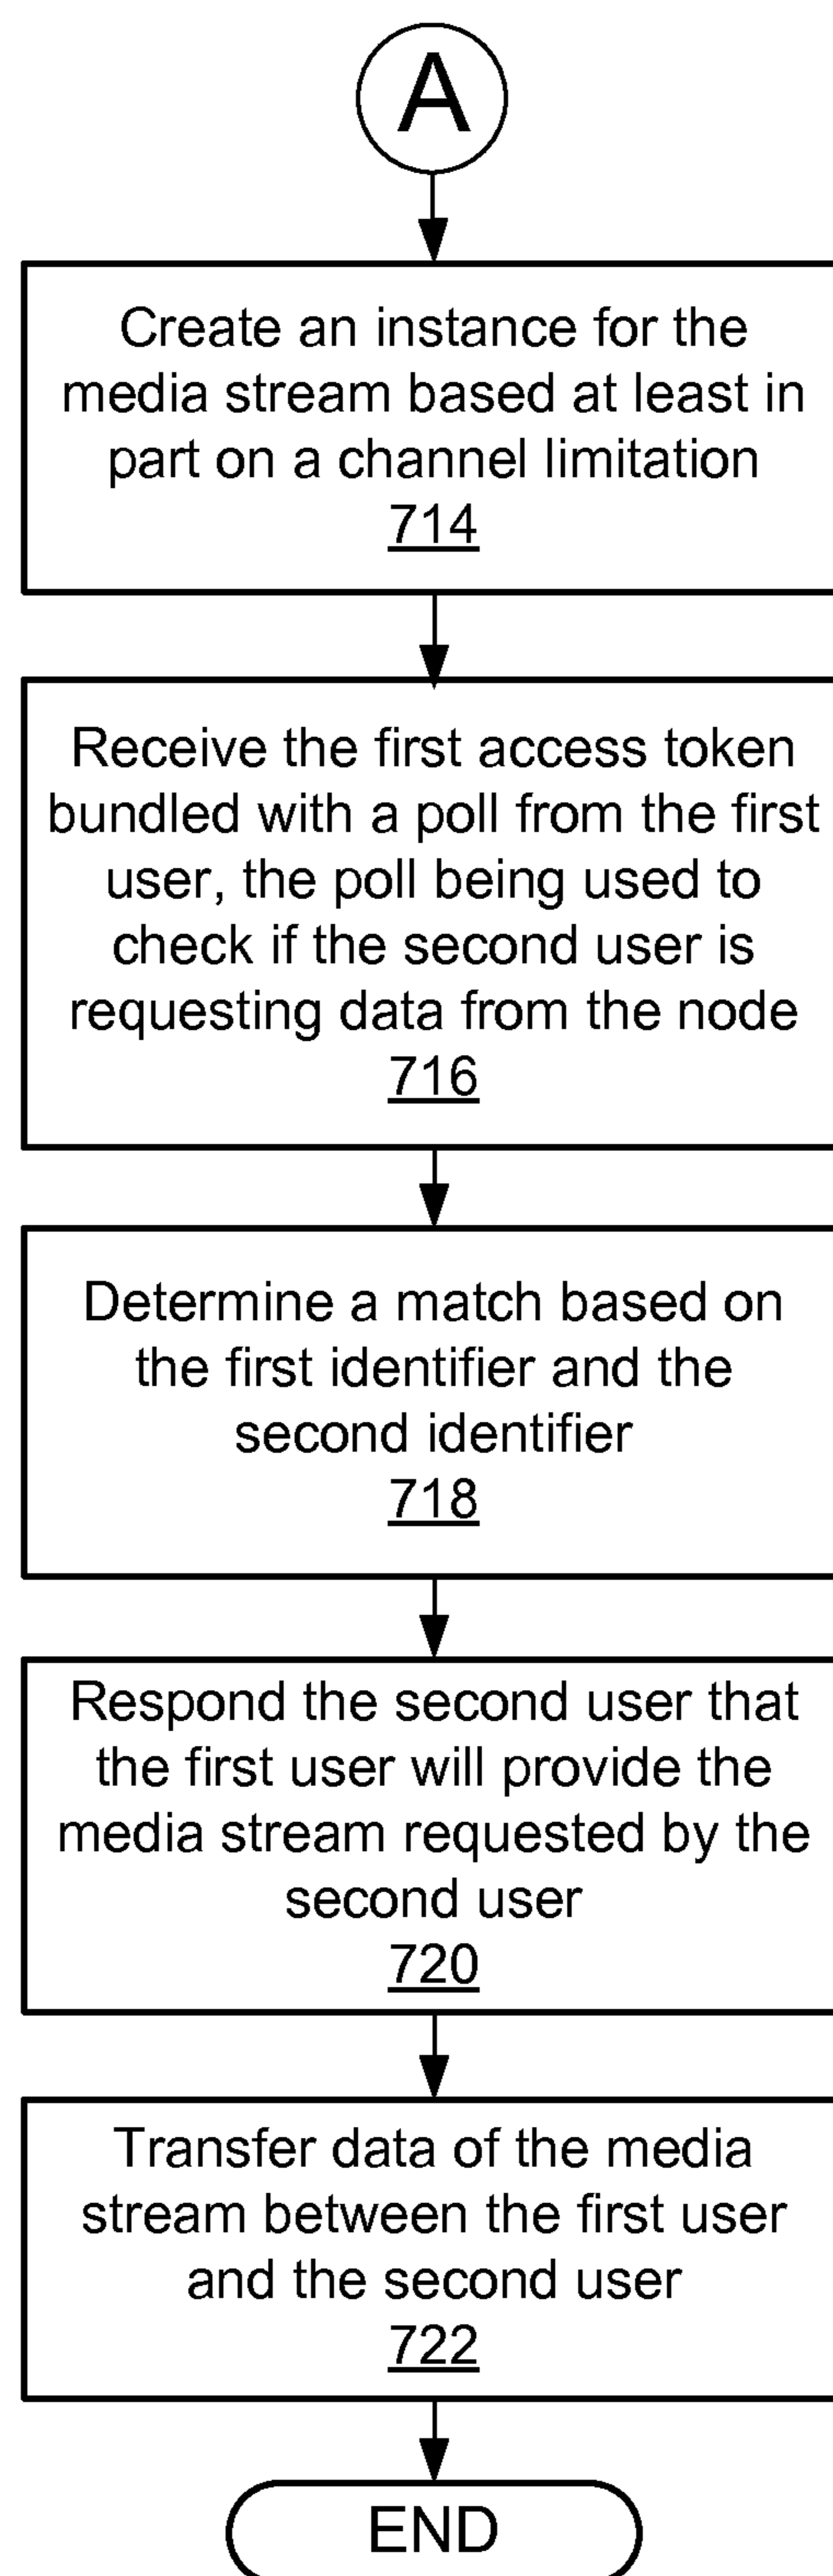 A
Create an instance for the
media stream based at least in
part on a channel limitation
714
Receive the first access token
bundled with a poll from the first
user, the poll being used to
check if the second user is
requesting data from the node
716
Determine a match based on
the first identifier and the
second identifier
718
Respond the second user that
the first user will provide the
media stream requested by the
second user
720
Transfer data of the media
stream between the first user
and the second user
722
END